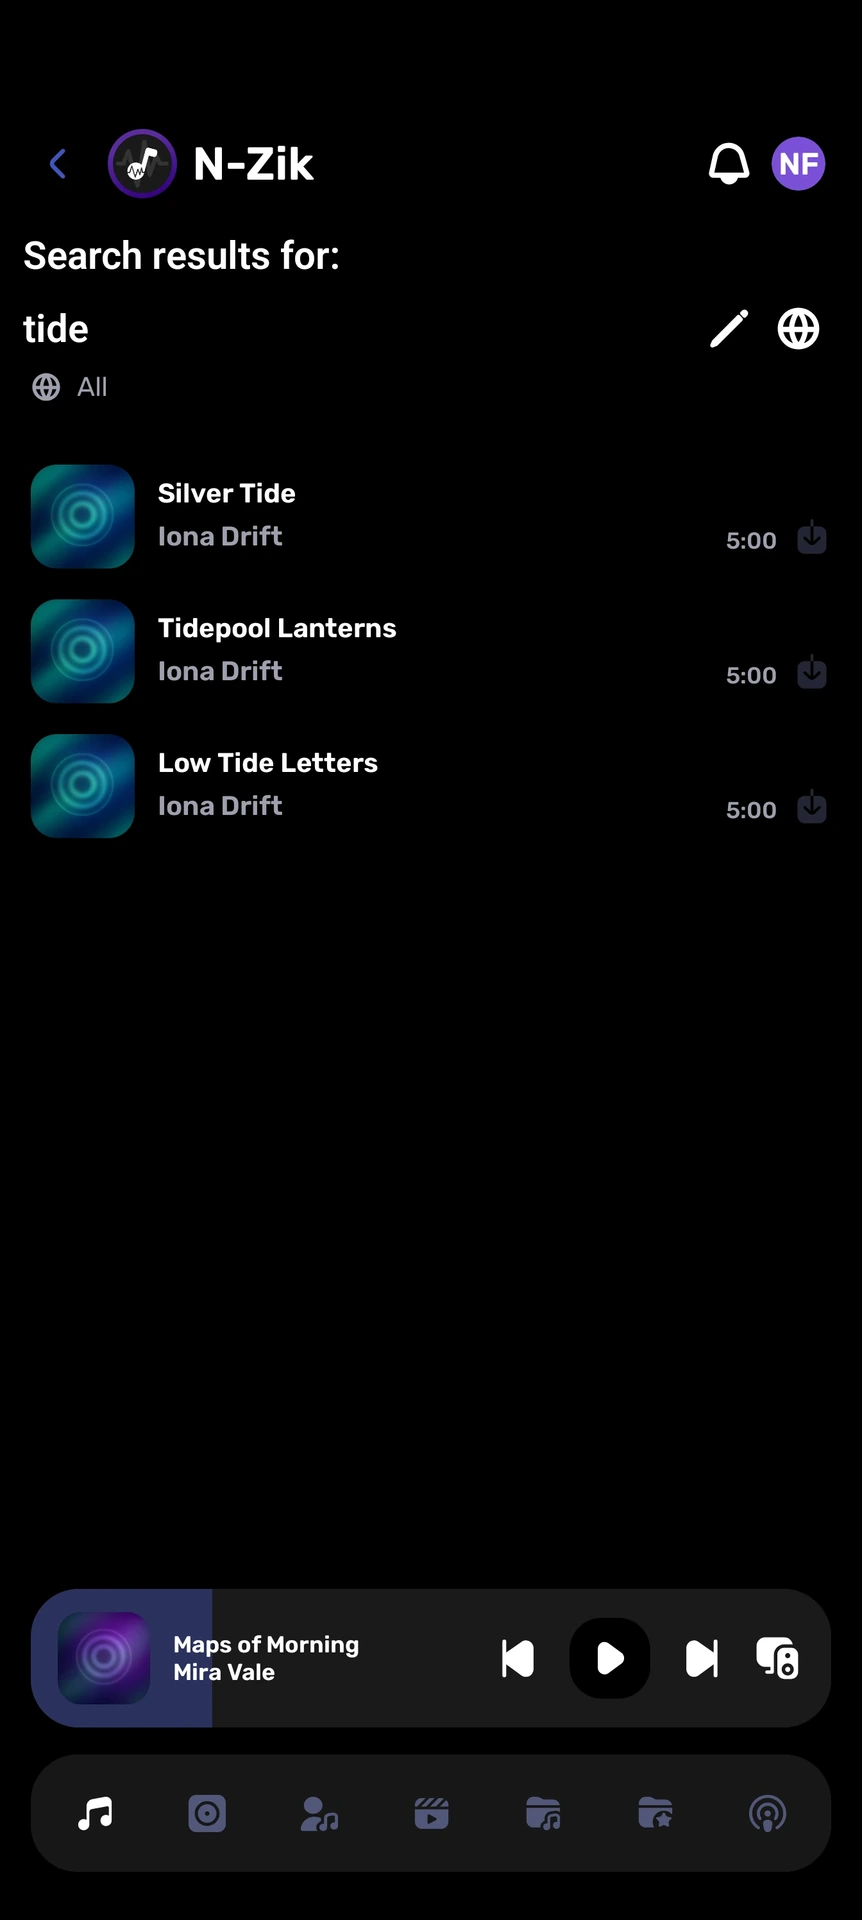 N-Zik
NF
Search results for:
tide
All
Silver Tide
Iona Drift
5:00
Tidepool Lanterns
Iona Drift
5:00
Low Tide Letters
Iona Drift
5:00
Maps of Morning
Mira Vale